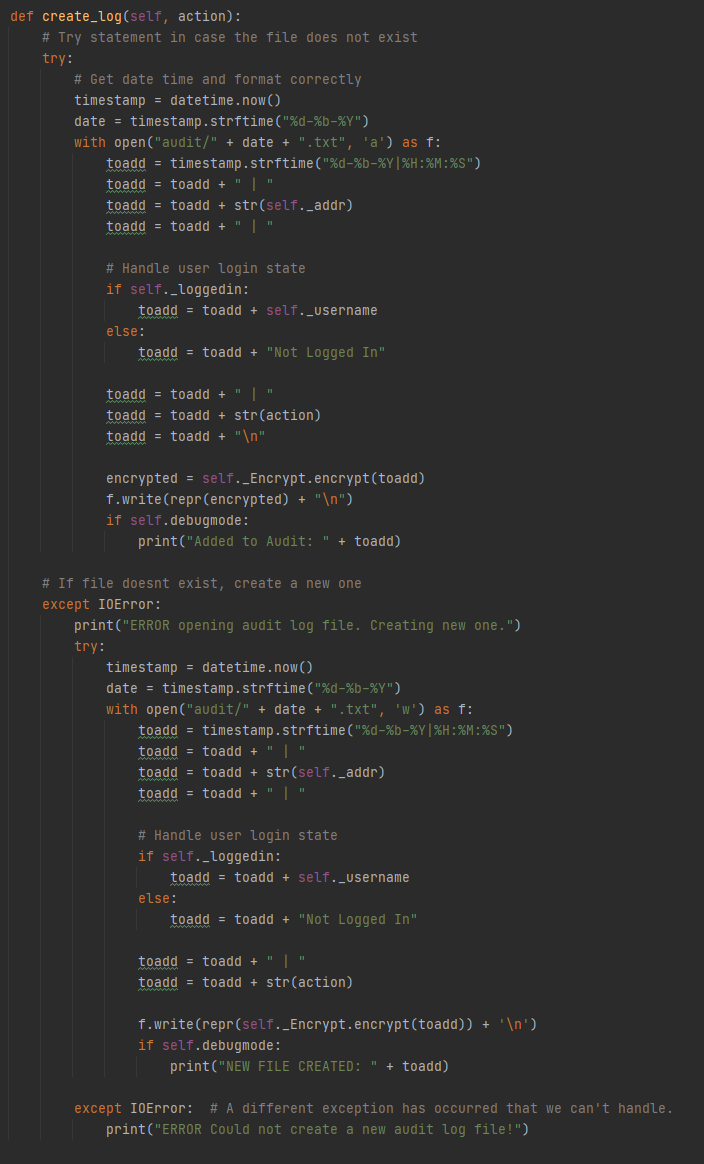 def create_log(self, action):
    # Try statement in case the file does not exist
    try:
        # Get date time and format correctly
        timestamp = datetime.now()
        date = timestamp.strftime("%d-%b-%Y")
        with open("audit/" + date + ".txt", 'a') as f:
            toadd = timestamp.strftime("%d-%b-%Y|%H:%M:%S")
            toadd = toadd + " | "
            toadd = toadd + str(self._addr)
            toadd = toadd + " | "

            # Handle user login state
            if self._loggedin:
                toadd = toadd + self._username
            else:
                toadd = toadd + "Not Logged In"

            toadd = toadd + " | "
            toadd = toadd + str(action)
            toadd = toadd + "\n"

            encrypted = self._Encrypt.encrypt(toadd)
            f.write(repr(encrypted) + "\n")
            if self.debugmode:
                print("Added to Audit: " + toadd)

    # If file doesnt exist, create a new one
    except IOError:
        print("ERROR opening audit log file. Creating new one.")
        try:
            timestamp = datetime.now()
            date = timestamp.strftime("%d-%b-%Y")
            with open("audit/" + date + ".txt", 'w') as f:
                toadd = timestamp.strftime("%d-%b-%Y|%H:%M:%S")
                toadd = toadd + " | "
                toadd = toadd + str(self._addr)
                toadd = toadd + " | "

                # Handle user login state
                if self._loggedin:
                    toadd = toadd + self._username
                else:
                    toadd = toadd + "Not Logged In"

                toadd = toadd + " | "
                toadd = toadd + str(action)

                f.write(repr(self._Encrypt.encrypt(toadd)) + '\n')
                if self.debugmode:
                    print("NEW FILE CREATED: " + toadd)

        except IOError:  # A different exception has occurred that we can't handle.
            print("ERROR Could not create a new audit log file!")